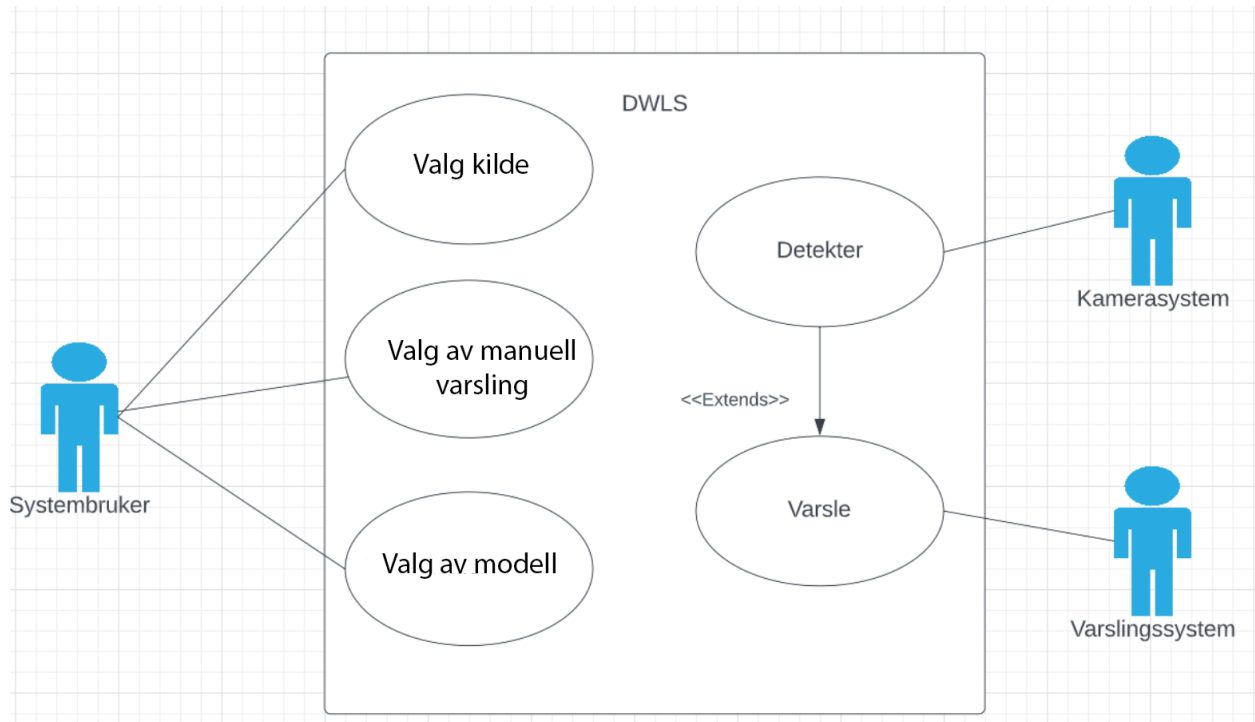 DWLS
Valg kilde
Detekter
Kamerasystem
Valg av manuell
varsling
<<Extends>>
Systembruker
Varsle
Valg av modell
Varslingssystem